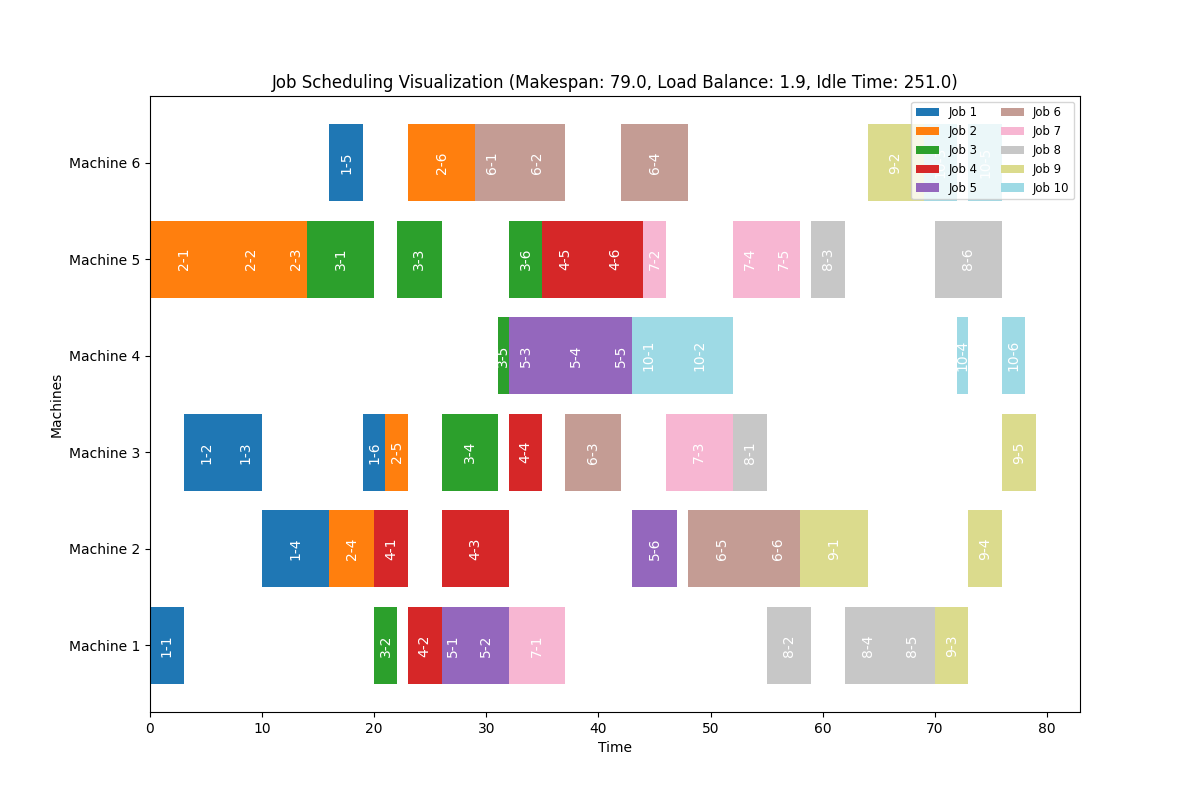 Job Scheduling Visualization (Makespan: 79.0, Load Balance: 1.9, Idle Time: 251.0)
Job 1 Job 6
Job 2 Job 7
Job 3 Job 8
Job 4 Job 9
Job 5 Job 10
Machine 6 1-5 2-6 6-1 6-2 6-4 9-2
Machine 5 2-1 2-2 2-3 3-1 3-3 3-6 4-5 4-6 7-2 7-4 7-5 8-3 8-6
Machine 4 3-5 5-3 5-4 5-5 10-1 10-2 10-4 10-6
Machine 3 1-2 1-3 1-6 2-5 3-4 4-4 6-3 7-3 8-1 9-5
Machine 2 1-4 2-4 4-1 4-3 5-6 6-5 6-6 9-1 9-4
Machine 1 1-1 3-2 4-2 5-1 5-2 7-1 8-2 8-4 8-5 9-3
Machines
0 10 20 30 40 50 60 70 80
Time